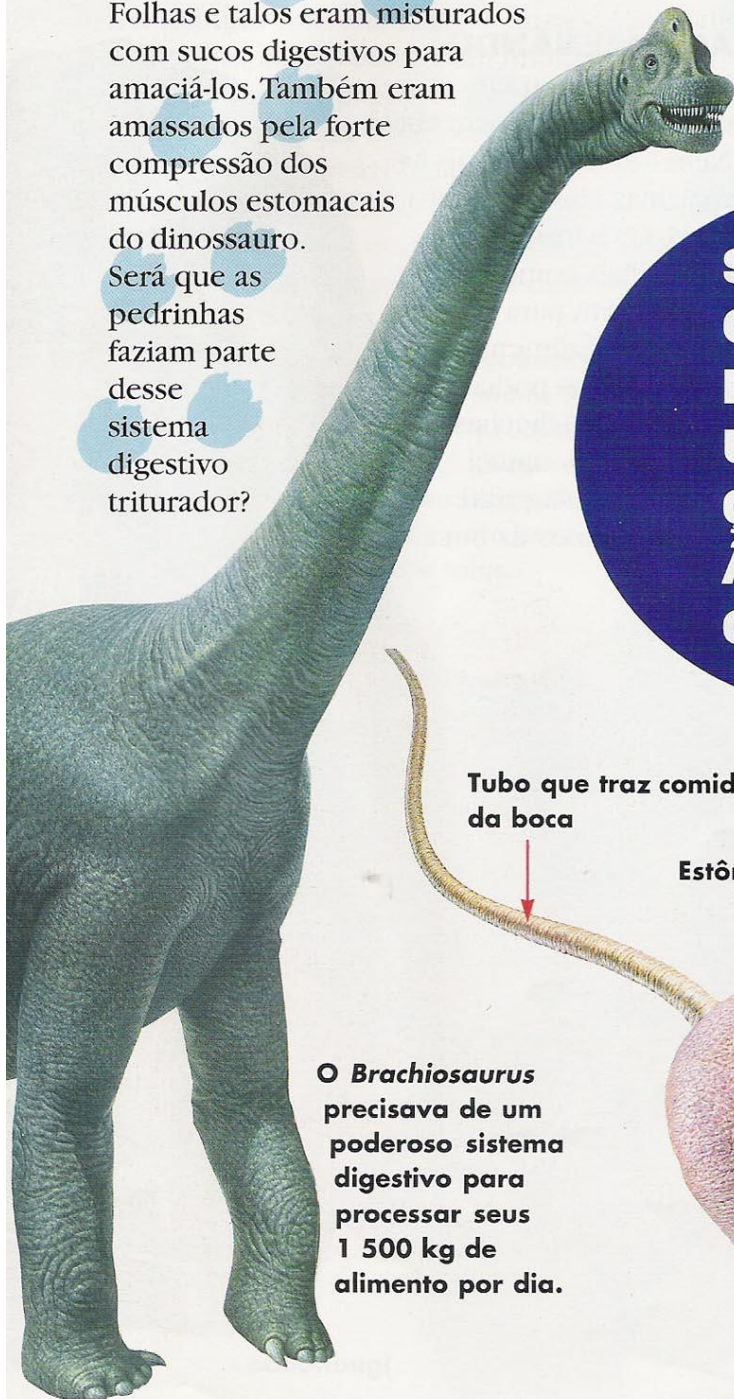 Folhas e talos eram misturados
com sucos digestivos para
amaciá-los. Também eram
amassados pela forte
compressão dos
músculos estomacais
do dinossauro.
Será que as
pedrinhas
faziam parte
desse
sistema
digestivo
triturador?
Tubo que traz
da boca
O Brachiosaurus
precisava de um
poderoso sistema
digestivo para
processar seus
1 500 kg de
alimento por dia.